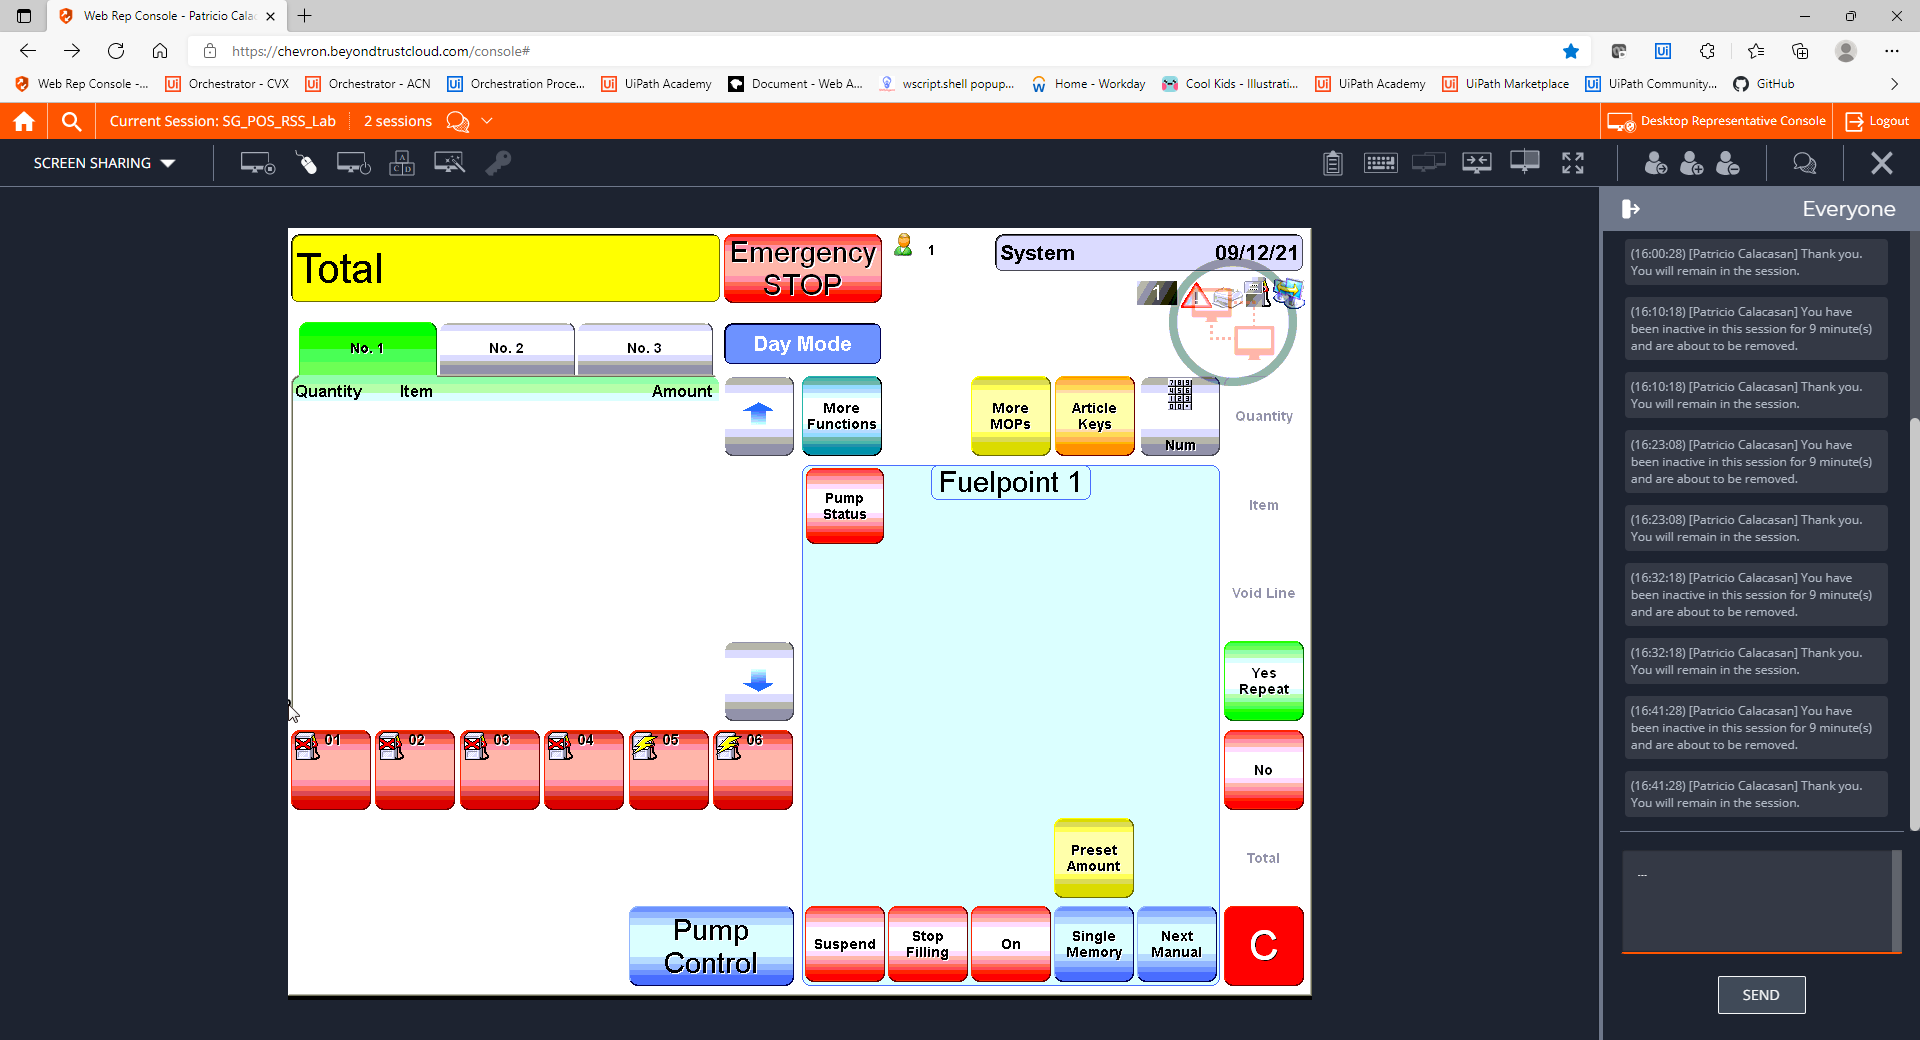 Web Rep Console - Patricio Cala
https://chevron.beyondtrustcloud.com/console#
Web Rep Console -...
Orchestrator - CVX
Orchestrator - ACN
Orchestration Proce...
UiPath Academy
Document - Web A...
wscript.shell popup...
Home - Workday
Cool Kids - Illustrati...
UiPath Academy
UiPath Marketplace
UiPath Community...
GitHub
Current Session: SG_POS_RSS_Lab
2 sessions
Desktop Representative Console
Logout
SCREEN SHARING
Everyone
Total
Emergency
STOP
1
System 09/12/21
1
No. 1
No. 2
No. 3
Day Mode
Quantity Item Amount
More
Functions
More
MOPs
Article
Keys
Num
Quantity
Fuelpoint 1
Pump
Status
Item
Void Line
Yes
Repeat
01
02
03
04
05
06
No
Preset
Amount
Total
Pump
Control
Suspend
Stop
Filling
On
Single
Memory
Next
Manual
C
(16:00:28) [Patricio Calacasan] Thank you.
You will remain in the session.
(16:10:18) [Patricio Calacasan] You have
been inactive in this session for 9 minute(s)
and are about to be removed.
(16:10:18) [Patricio Calacasan] Thank you.
You will remain in the session.
(16:23:08) [Patricio Calacasan] You have
been inactive in this session for 9 minute(s)
and are about to be removed.
(16:23:08) [Patricio Calacasan] Thank you.
You will remain in the session.
(16:32:18) [Patricio Calacasan] You have
been inactive in this session for 9 minute(s)
and are about to be removed.
(16:32:18) [Patricio Calacasan] Thank you.
You will remain in the session.
(16:41:28) [Patricio Calacasan] You have
been inactive in this session for 9 minute(s)
and are about to be removed.
(16:41:28) [Patricio Calacasan] Thank you.
You will remain in the session.
...
SEND